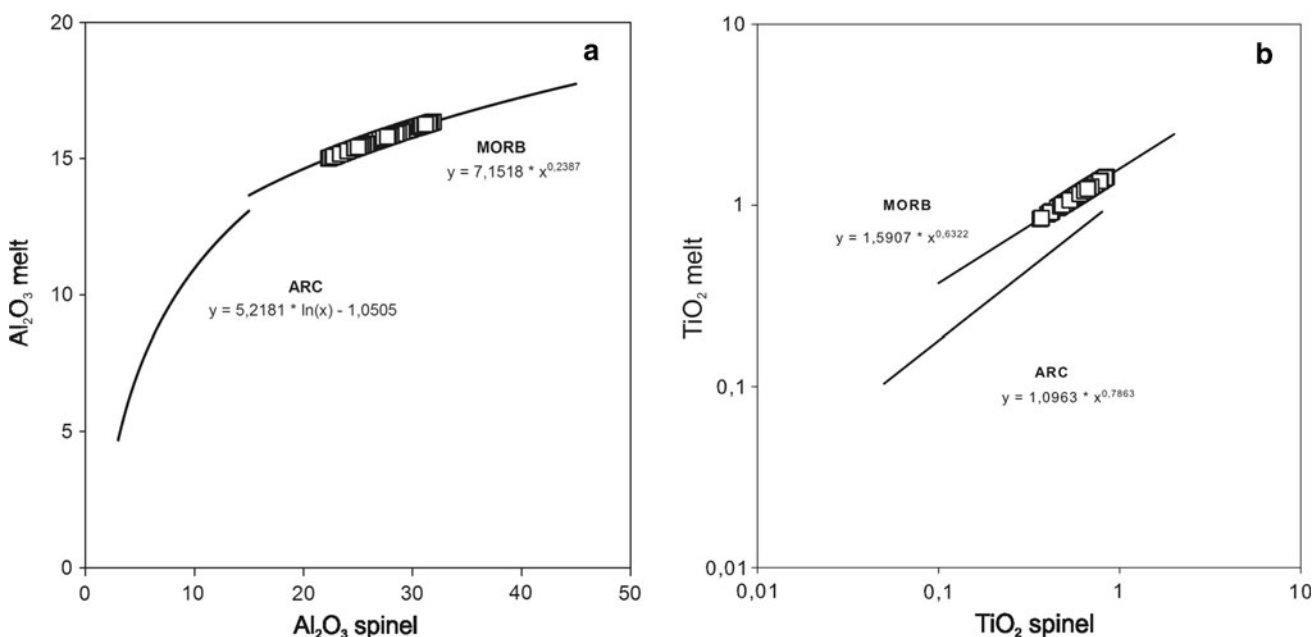 a
20
15
10
5
0
Al₂O₃ melt
MORB
y = 7,1518 * x^0,2387
ARC
y = 5,2181 * ln(x) - 1,0505
0 10 20 30 40 50
Al₂O₃ spinel
b
10
1
0,1
0,01
TiO₂ melt
MORB
y = 1,5907 * x^0,6322
ARC
y = 1,0963 * x^0,7863
0,01 0,1 1 10
TiO₂ spinel